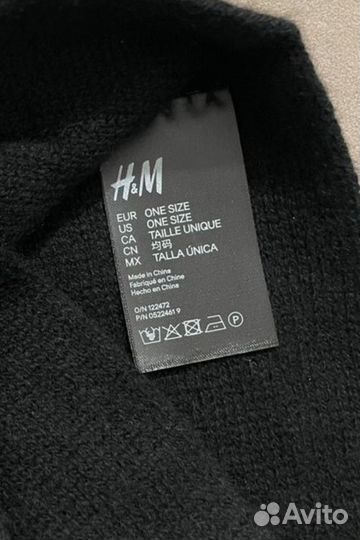 H&M
EUR ONE SIZE
US ONE SIZE
CA TAILLE UNIQUE
CN 均码
MX TALLA ÚNICA
Made in China
Fabriqué en Chine
Hecho en China
O/N 122472
P/N 0522461 9
P
Avito